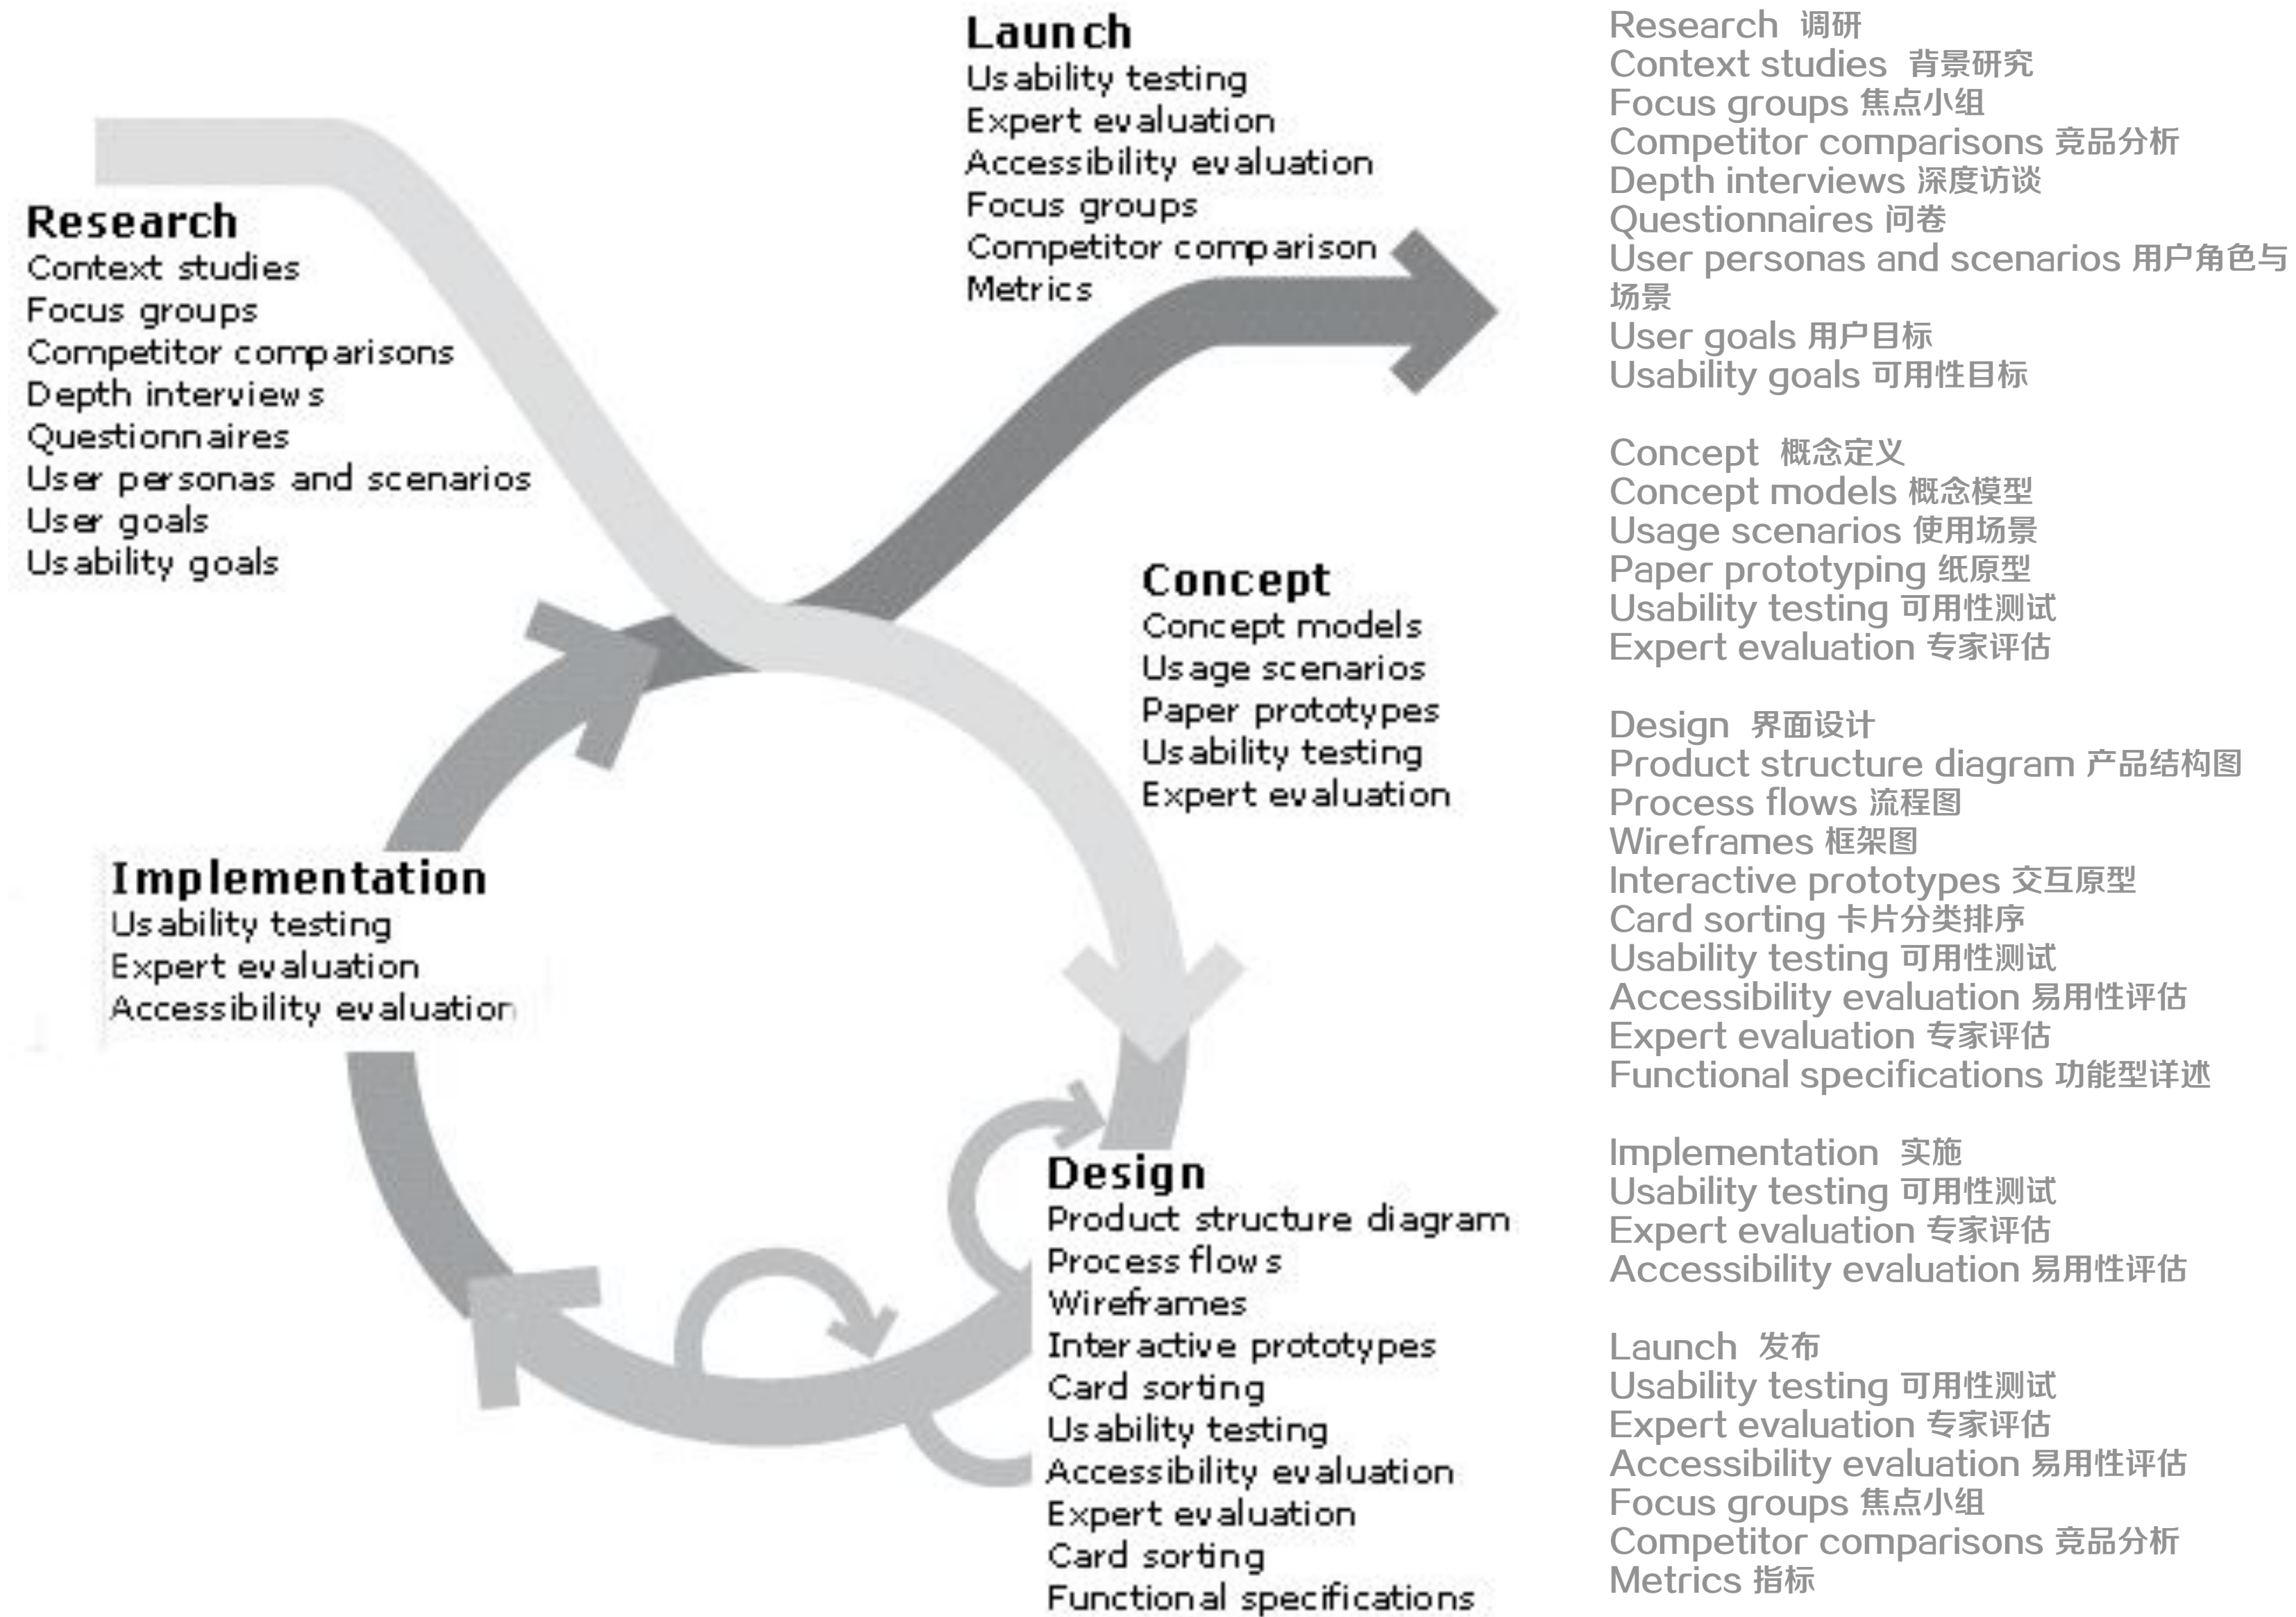 Launch
Usability testing
Expert evaluation
Accessibility evaluation
Focus groups
Competitor comparison
Metrics
Research
Context studies
Focus groups
Competitor comparisons
Depth interviews
Questionnaires
User personas and scenarios
User goals
Usability goals
Concept
Concept models
Usage scenarios
Paper prototypes
Usability testing
Expert evaluation
Implementation
Usability testing
Expert evaluation
Accessibility evaluation
Design
Product structure diagram
Process flows
Wireframes
Interactive prototypes
Card sorting
Usability testing
Accessibility evaluation
Expert evaluation
Card sorting
Functional specifications
Research 调研
Context studies 背景研究
Focus groups 焦点小组
Competitor comparisons 竞品分析
Depth interviews 深度访谈
Questionnaires 问卷
User personas and scenarios 用户角色与
场景
User goals 用户目标
Usability goals 可用性目标
Concept 概念定义
Concept models 概念模型
Usage scenarios 使用场景
Paper prototyping 纸原型
Usability testing 可用性测试
Expert evaluation 专家评估
Design 界面设计
Product structure diagram 产品结构图
Process flows 流程图
Wireframes 框架图
Interactive prototypes 交互原型
Card sorting 卡片分类排序
Usability testing 可用性测试
Accessibility evaluation 易用性评估
Expert evaluation 专家评估
Functional specifications 功能型详述
Implementation 实施
Usability testing 可用性测试
Expert evaluation 专家评估
Accessibility evaluation 易用性评估
Launch 发布
Usability testing 可用性测试
Expert evaluation 专家评估
Accessibility evaluation 易用性评估
Focus groups 焦点小组
Competitor comparisons 竞品分析
Metrics 指标